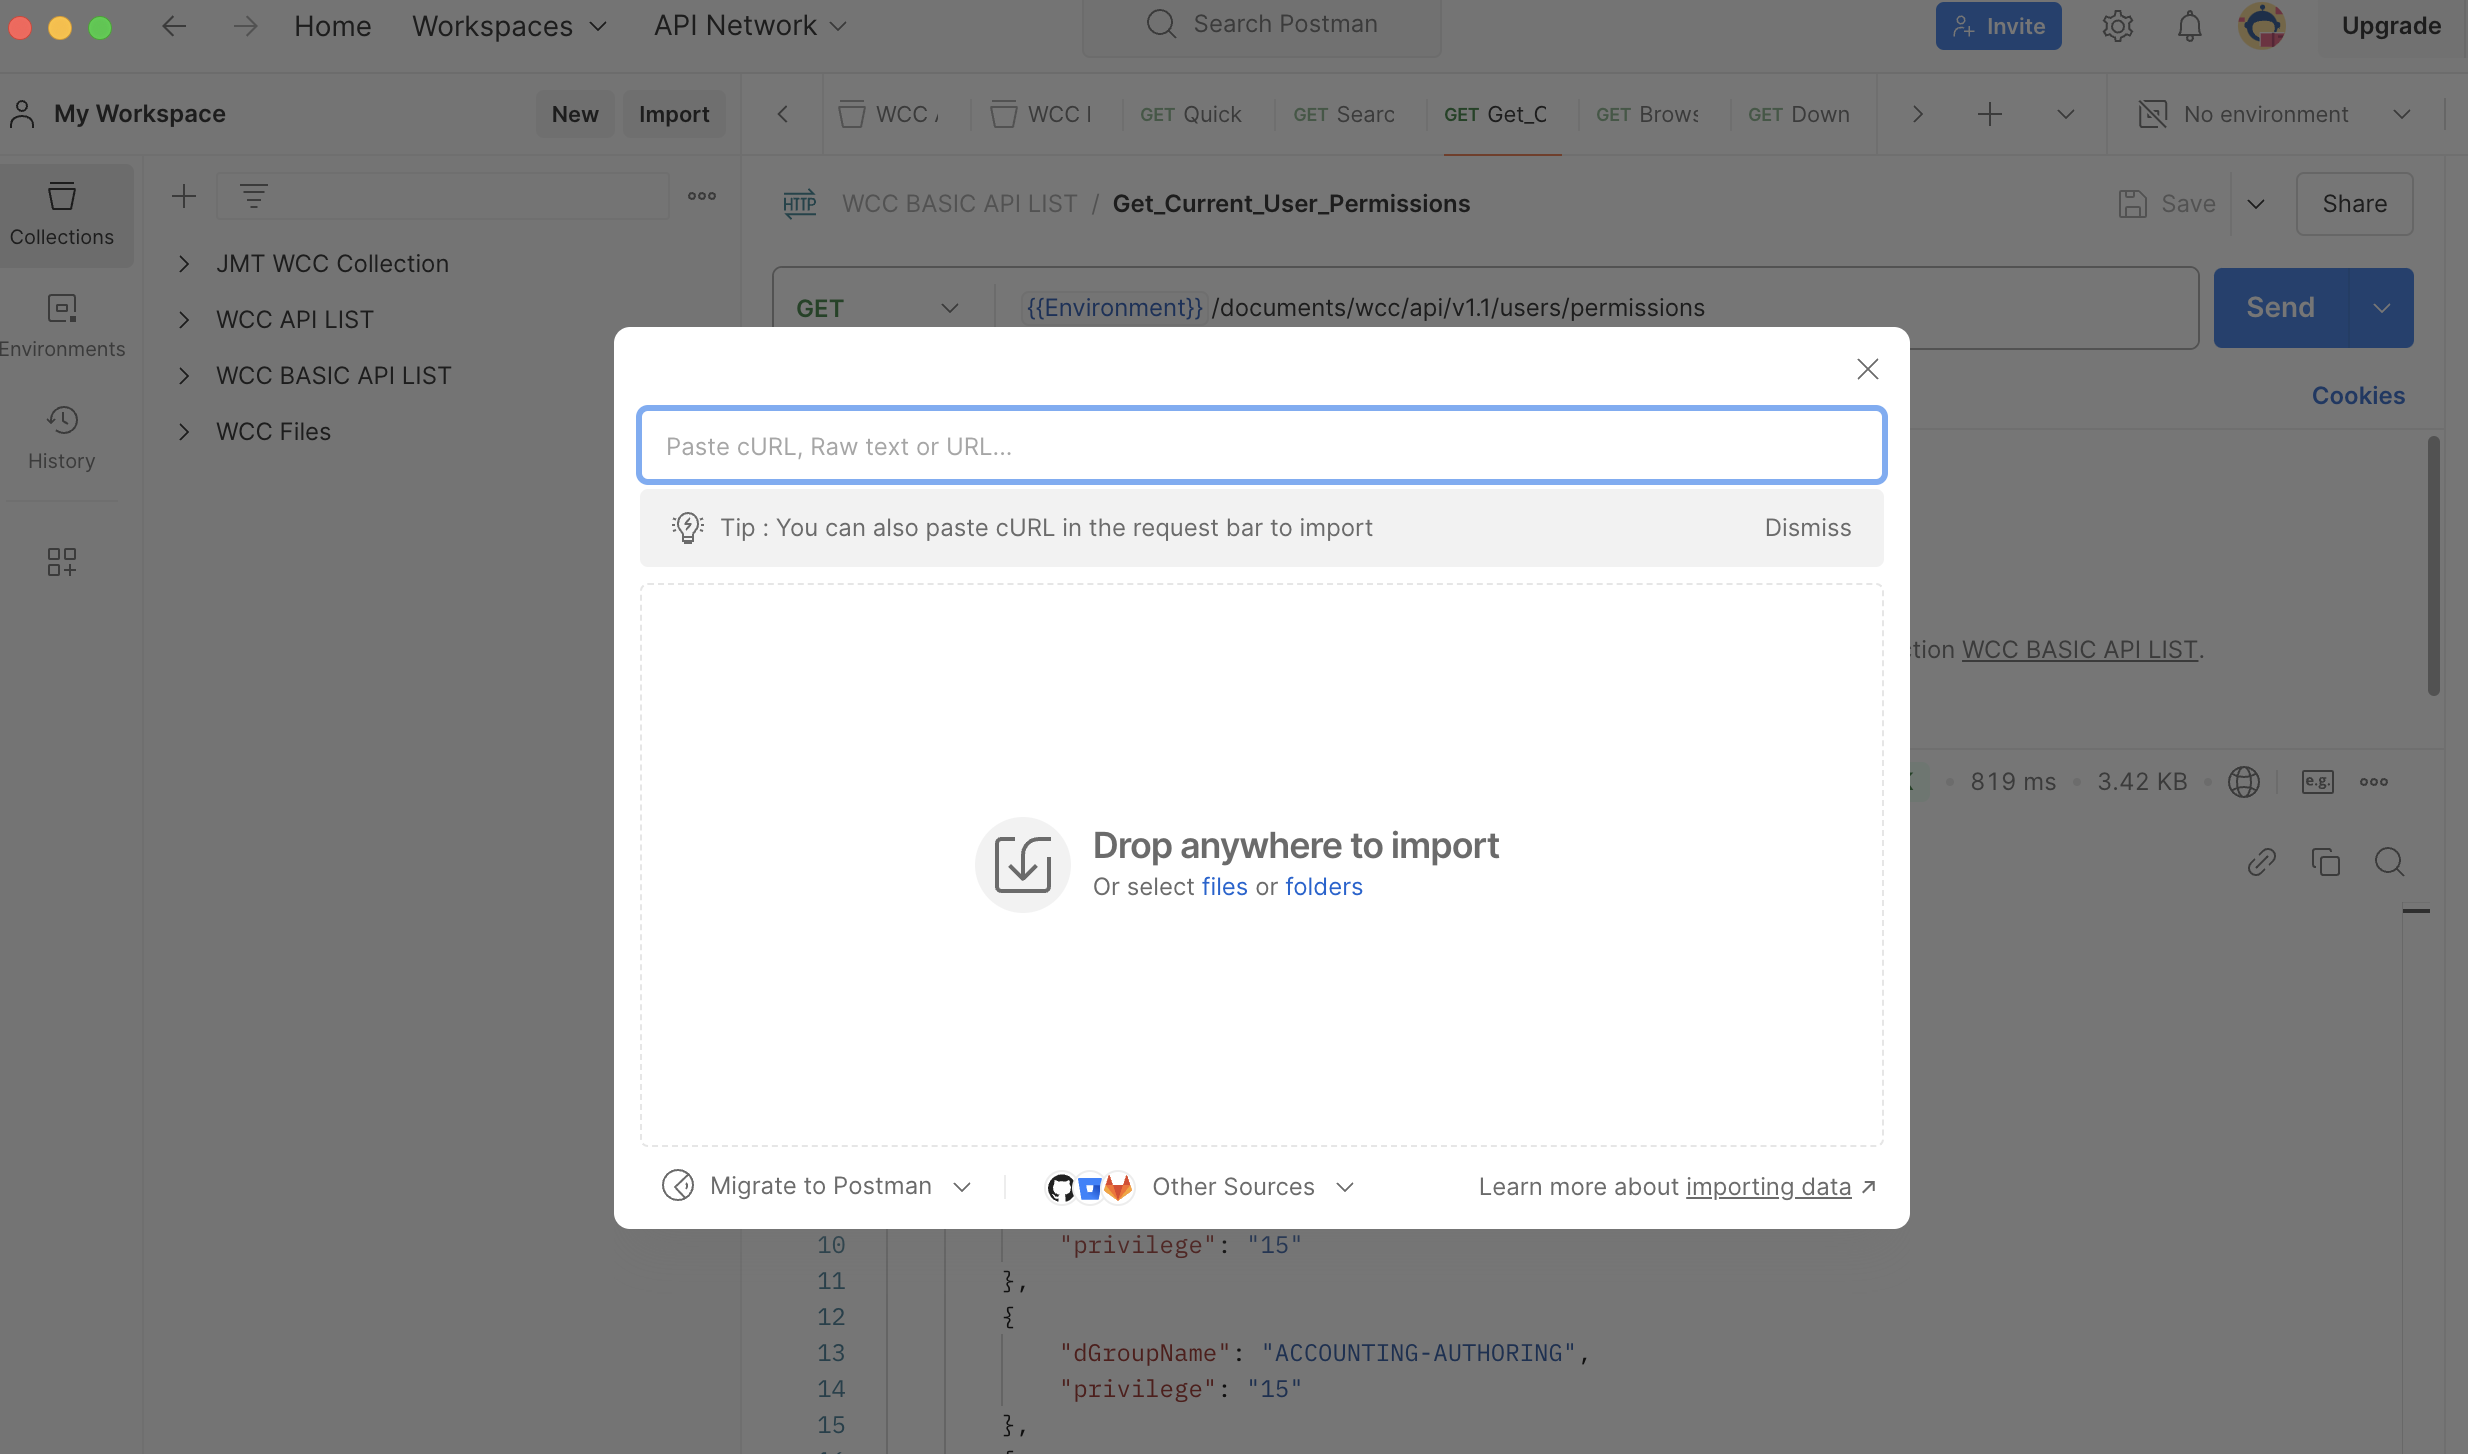 Home Workspaces API Network Search Postman Invite Upgrade
My Workspace New Import WCC WCC GET Quick GET Searc GET Get_C GET Brows GET Down No environment
Collections
HTTP WCC BASIC API LIST / Get_Current_User_Permissions Save Share
JMT WCC Collection
GET {{Environment}} /documents/wcc/api/v1.1/users/permissions Send
WCC API LIST
Environments
WCC BASIC API LIST
Cookies
WCC Files
History
Paste cURL, Raw text or URL...
Tip : You can also paste cURL in the request bar to import Dismiss
tion WCC BASIC API LIST.
819 ms 3.42 KB e.g.
Drop anywhere to import
Or select files or folders
Migrate to Postman Other Sources Learn more about importing data
10 "privilege": "15"
11 },
12 {
13 "dGroupName": "ACCOUNTING-AUTHORING",
14 "privilege": "15"
15 },